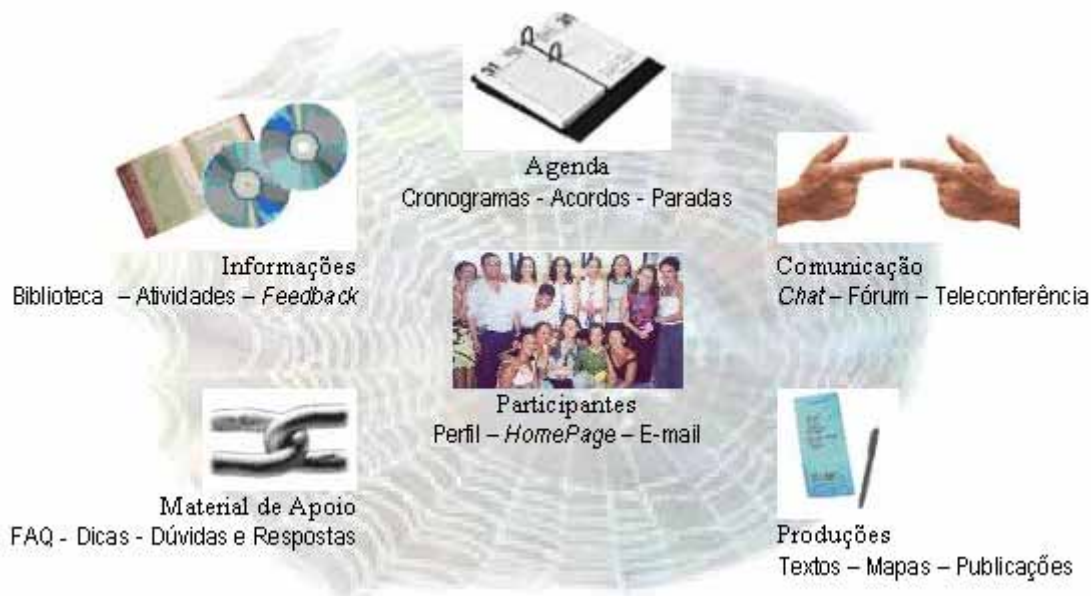 Agenda
Cronogramas - Acordos - Paradas
Informações
Biblioteca – Atividades – Feedback
Comunicação
Chat – Fórum – Teleconferência
Participantes
Perfil – HomePage – E-mail
Material de Apoio
FAQ - Dicas - Dúvidas e Respostas
Produções
Textos – Mapas – Publicações